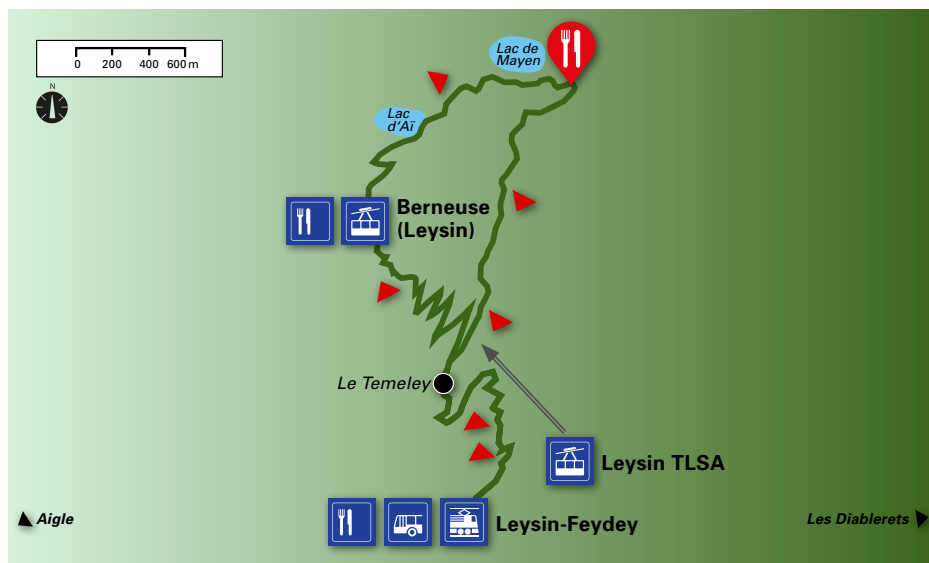 0 200 400 600 m
N
Lac de
Mayen
Lac
d'Aï
Berneuse
(Leysin)
Le Temeley
Leysin TLSA
Leysin-Feydey
Aigle
Les Diablerets